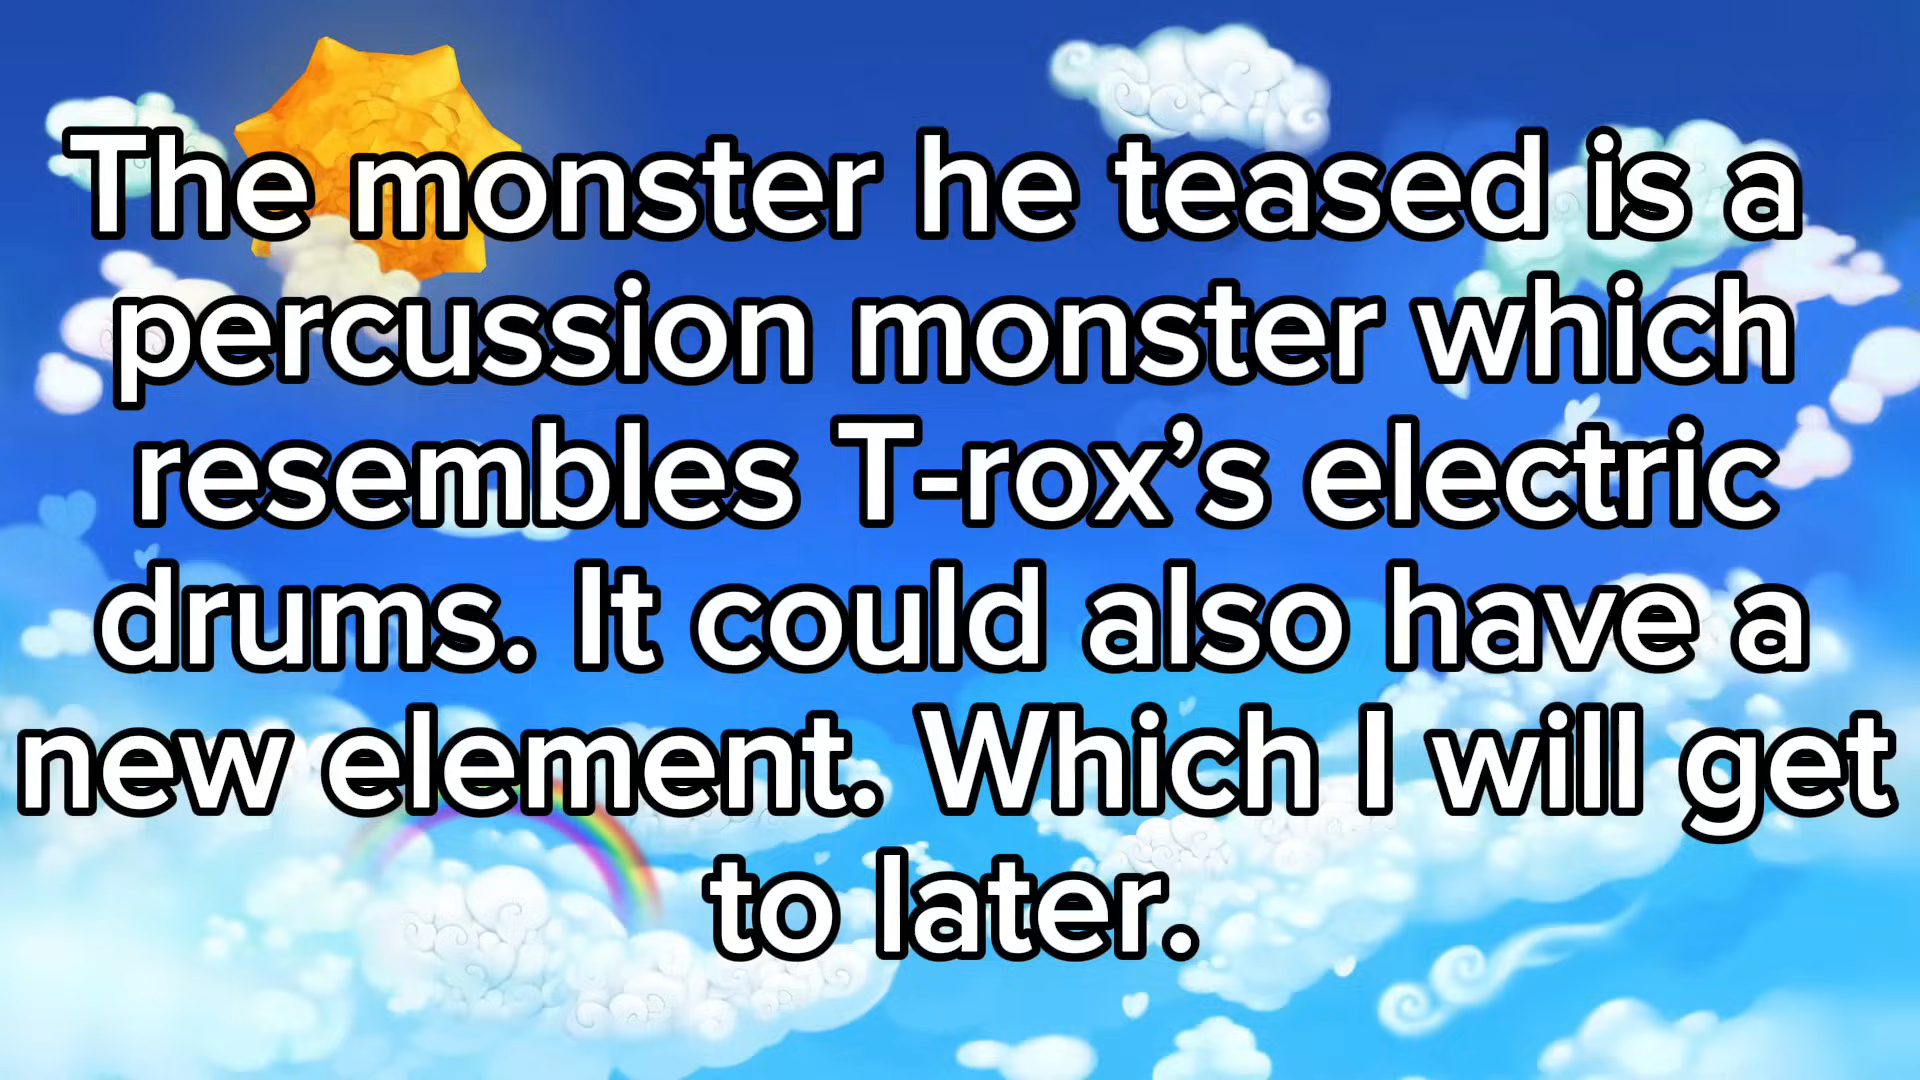 The monster he teased is a
percussion monster which
resembles T-rox’s electric
drums. It could also have a
new element. Which I will get
to later.